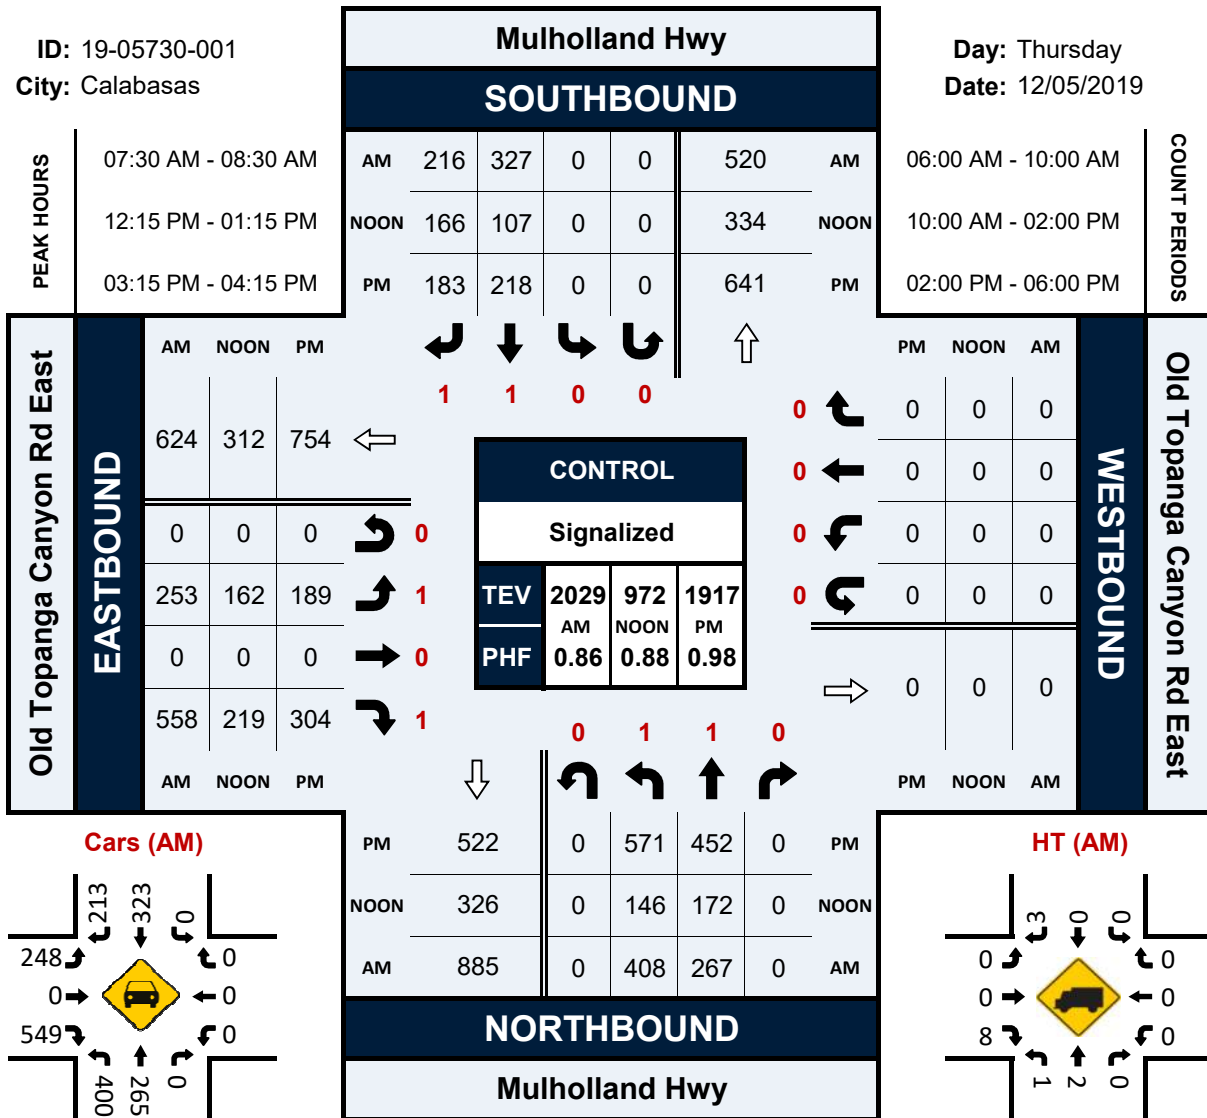 Mulholland Hwy
ID: 19-05730-001
Day: Thursday
City: Calabasas
Date: 12/05/2019
SOUTHBOUND
PEAK HOURS
07:30 AM - 08:30 AM
AM 216 327 0 0 520 AM
06:00 AM - 10:00 AM
COUNT PERIODS
12:15 PM - 01:15 PM
NOON 166 107 0 0 334 NOON
10:00 AM - 02:00 PM
03:15 PM - 04:15 PM
PM 183 218 0 0 641 PM
02:00 PM - 06:00 PM
Old Topanga Canyon Rd East
EASTBOUND
AM NOON PM
624 312 754
0 0 0 0
253 162 189 1
0 0 0 0
558 219 304 1
AM NOON PM
1 1 0 0
CONTROL
Signalized
TEV 2029 972 1917
AM NOON PM
PHF 0.86 0.88 0.98
PM NOON AM
0 0 0 0
0 0 0 0
0 0 0 0
0 0 0 0
0 0 0
PM NOON AM
WESTBOUND
Old Topanga Canyon Rd East
0 1 1 0
PM 522 0 571 452 0 PM
NOON 326 0 146 172 0 NOON
AM 885 0 408 267 0 AM
NORTHBOUND
Mulholland Hwy
Cars (AM)
213 323 0
248 0
0 0
549 0
400 265 0
HT (AM)
3 0 0
0 0
0 0
8 0
1 2 0